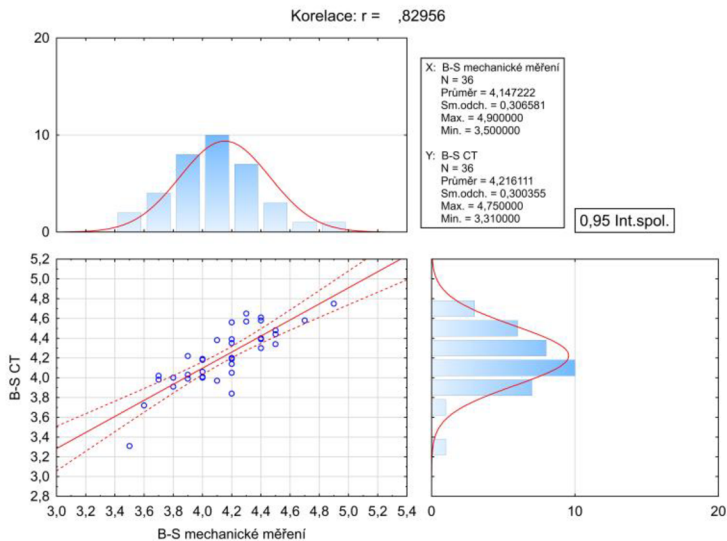 Korelace: r = ,82956
20
10
0
X: B-S mechanické měření
N = 36
Průměr = 4,147222
Sm.odch. = 0,306581
Max. = 4,900000
Min. = 3,500000
Y: B-S CT
N = 36
Průměr = 4,216111
Sm.odch. = 0,300355
Max. = 4,750000
Min. = 3,310000
0,95 Int.spol.
5,2
5,0
4,8
4,6
4,4
4,2
4,0
3,8
3,6
3,4
3,2
3,0
2,8
B-S CT
3,0 3,2 3,4 3,6 3,8 4,0 4,2 4,4 4,6 4,8 5,0 5,2 5,4
B-S mechanické měření
0 10 20